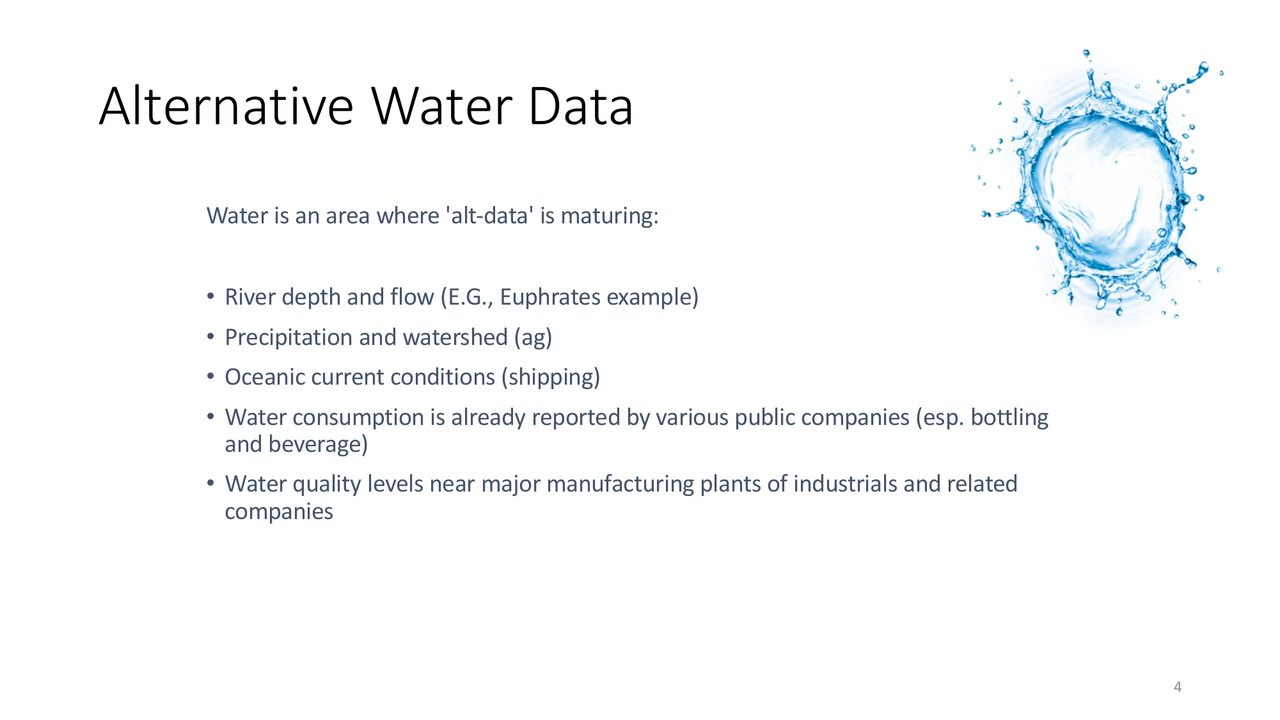 Alternative Water Data
Water is an area where 'alt-data' is maturing:
• River depth and flow (E.G., Euphrates example)
• Precipitation and watershed (ag)
• Oceanic current conditions (shipping)
• Water consumption is already reported by various public companies (esp. bottling
and beverage)
• Water quality levels near major manufacturing plants of industrials and related
companies
4